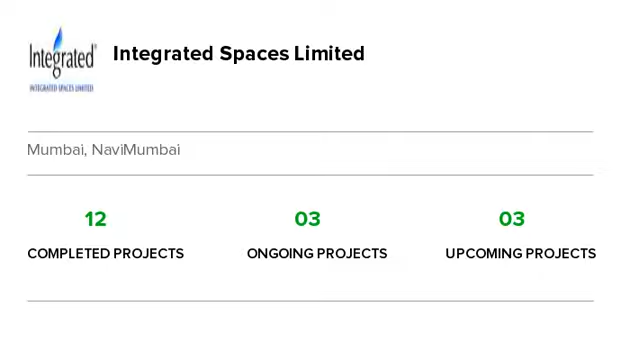 Integrated®
INTEGRATED SPACES LIMITED
Integrated Spaces Limited
Mumbai, NaviMumbai
12 03 03
COMPLETED PROJECTS ONGOING PROJECTS UPCOMING PROJECTS